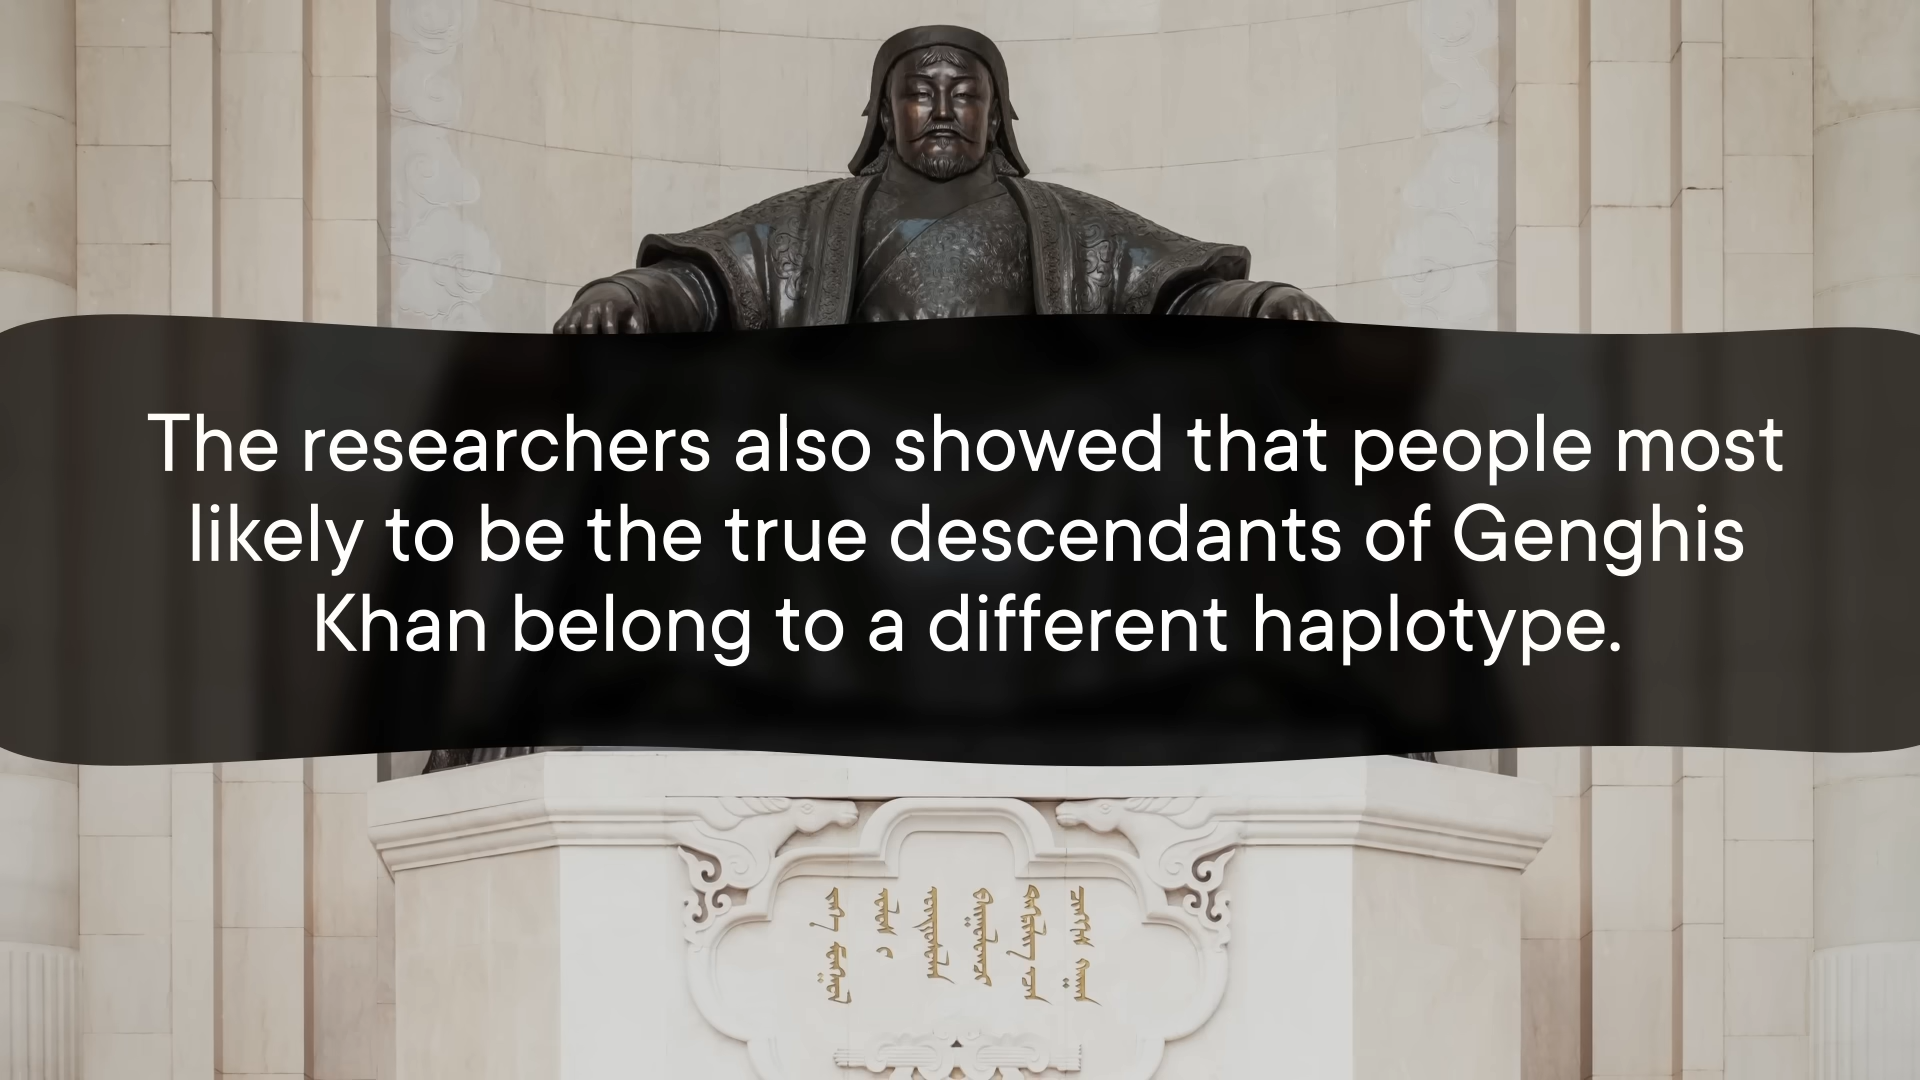 The researchers also showed that people most
likely to be the true descendants of Genghis
Khan belong to a different haplotype.